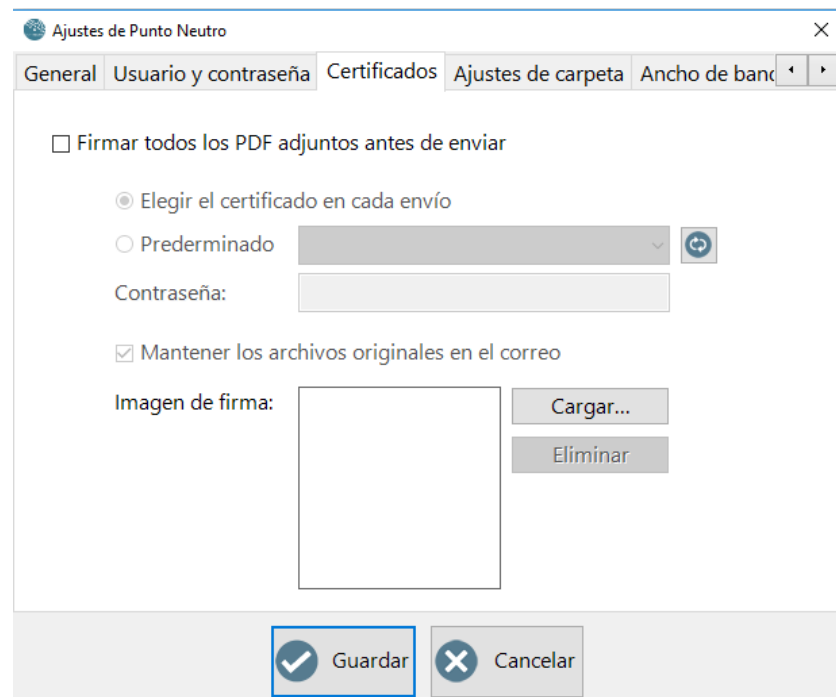 Ajustes de Punto Neutro
General Usuario y contraseña Certificados Ajustes de carpeta Ancho de
Firmar todos los PDF adjuntos antes de enviar
Elegir el certificado en cada envío
Prederminado
Contraseña:
Mantener los archivos originales en el correo
Imagen de firma:
Cargar...
Eliminar
Guardar Cancelar